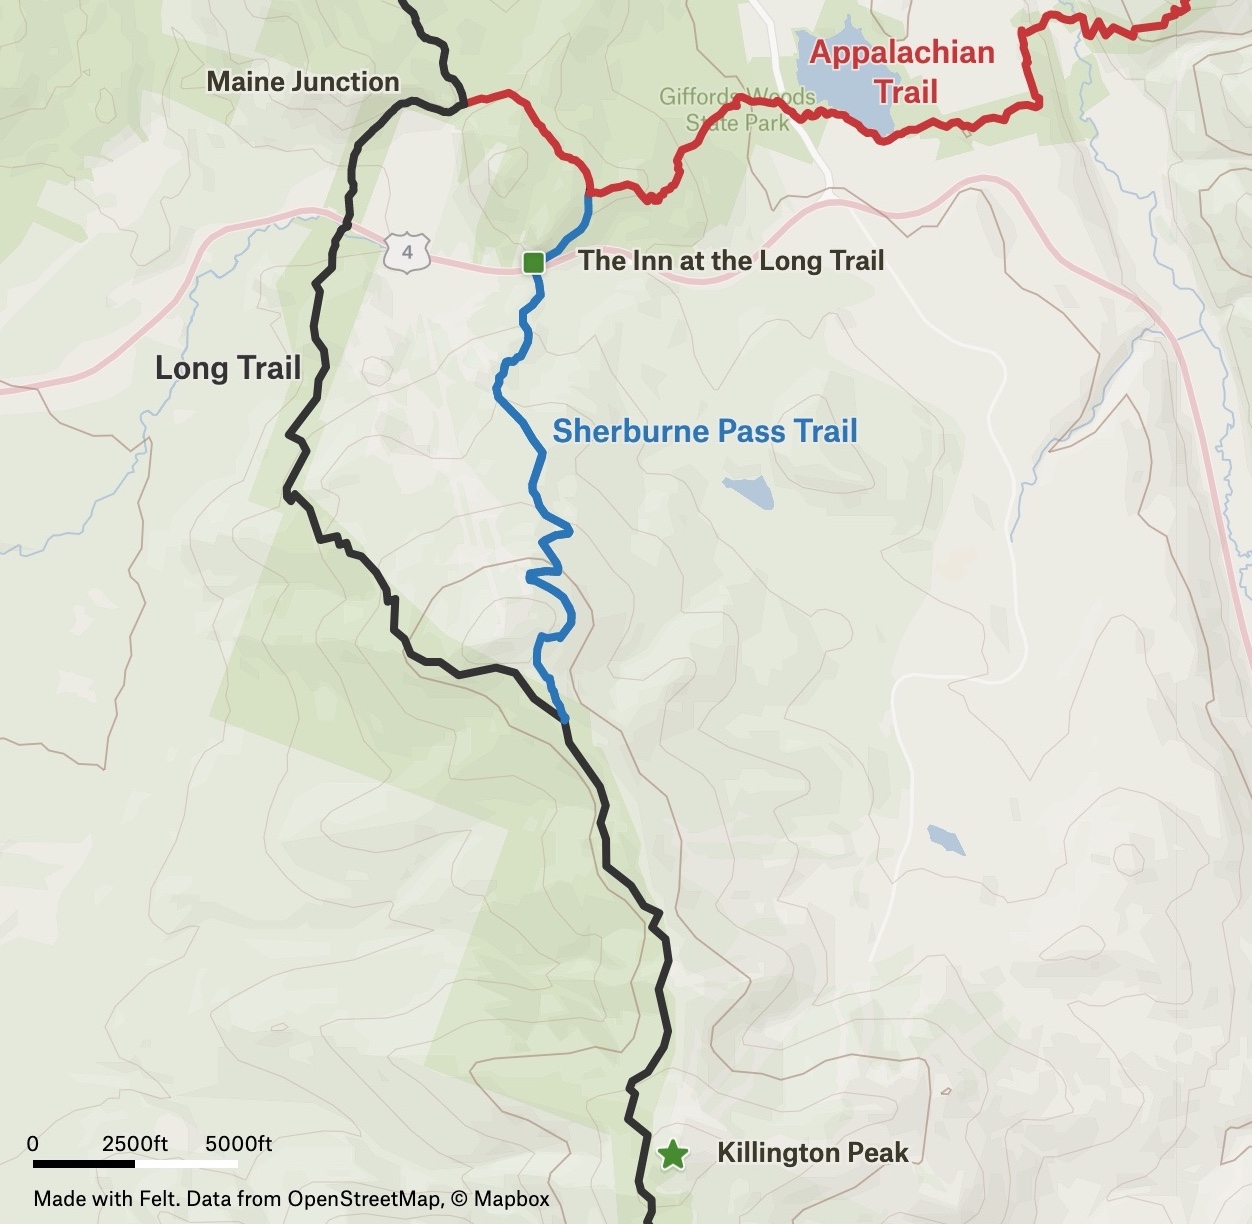 Appalachian
Trail
Maine Junction
Giffords Woods
State Park
4
The Inn at the Long Trail
Long Trail
Sherburne Pass Trail
0 2500ft 5000ft
Killington Peak
Made with Felt. Data from OpenStreetMap, © Mapbox